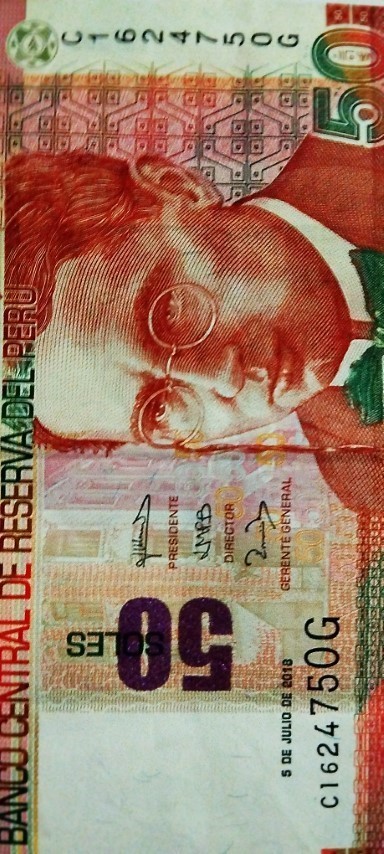 BANCO CENTRAL DE RESERVA DEL PERÚ
C1624750G
50
PRESIDENTE
DIRECTOR
GERENTE GENERAL
50
SOLES
5 DE JULIO DE 2018
C1624750G